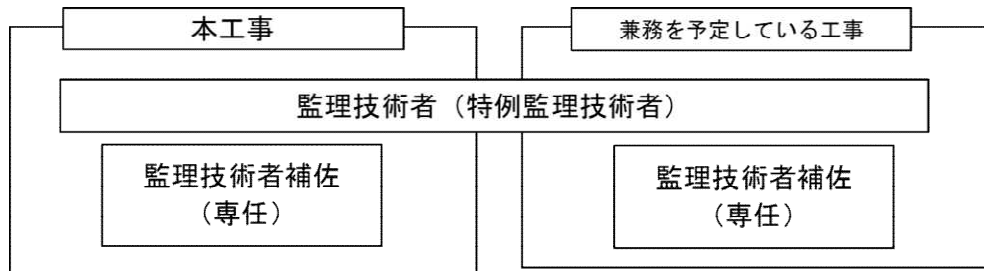 本工事
兼務を予定している工事
監理技術者（特例監理技術者）
監理技術者補佐
（専任）
監理技術者補佐
（専任）